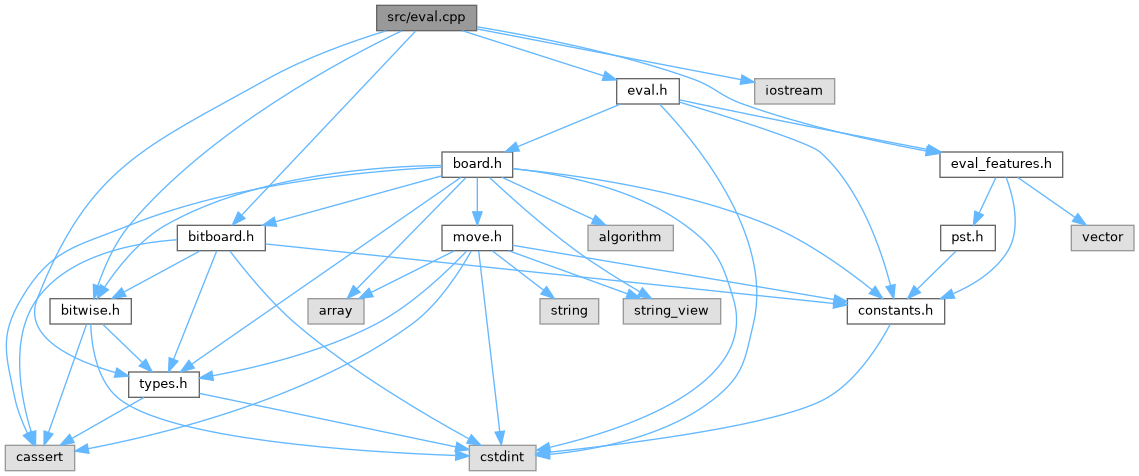 src/eval.cpp
eval.h
iostream
board.h
eval_features.h
bitboard.h
move.h
algorithm
pst.h
vector
bitwise.h
array
string
string_view
constants.h
types.h
cassert
cstdint